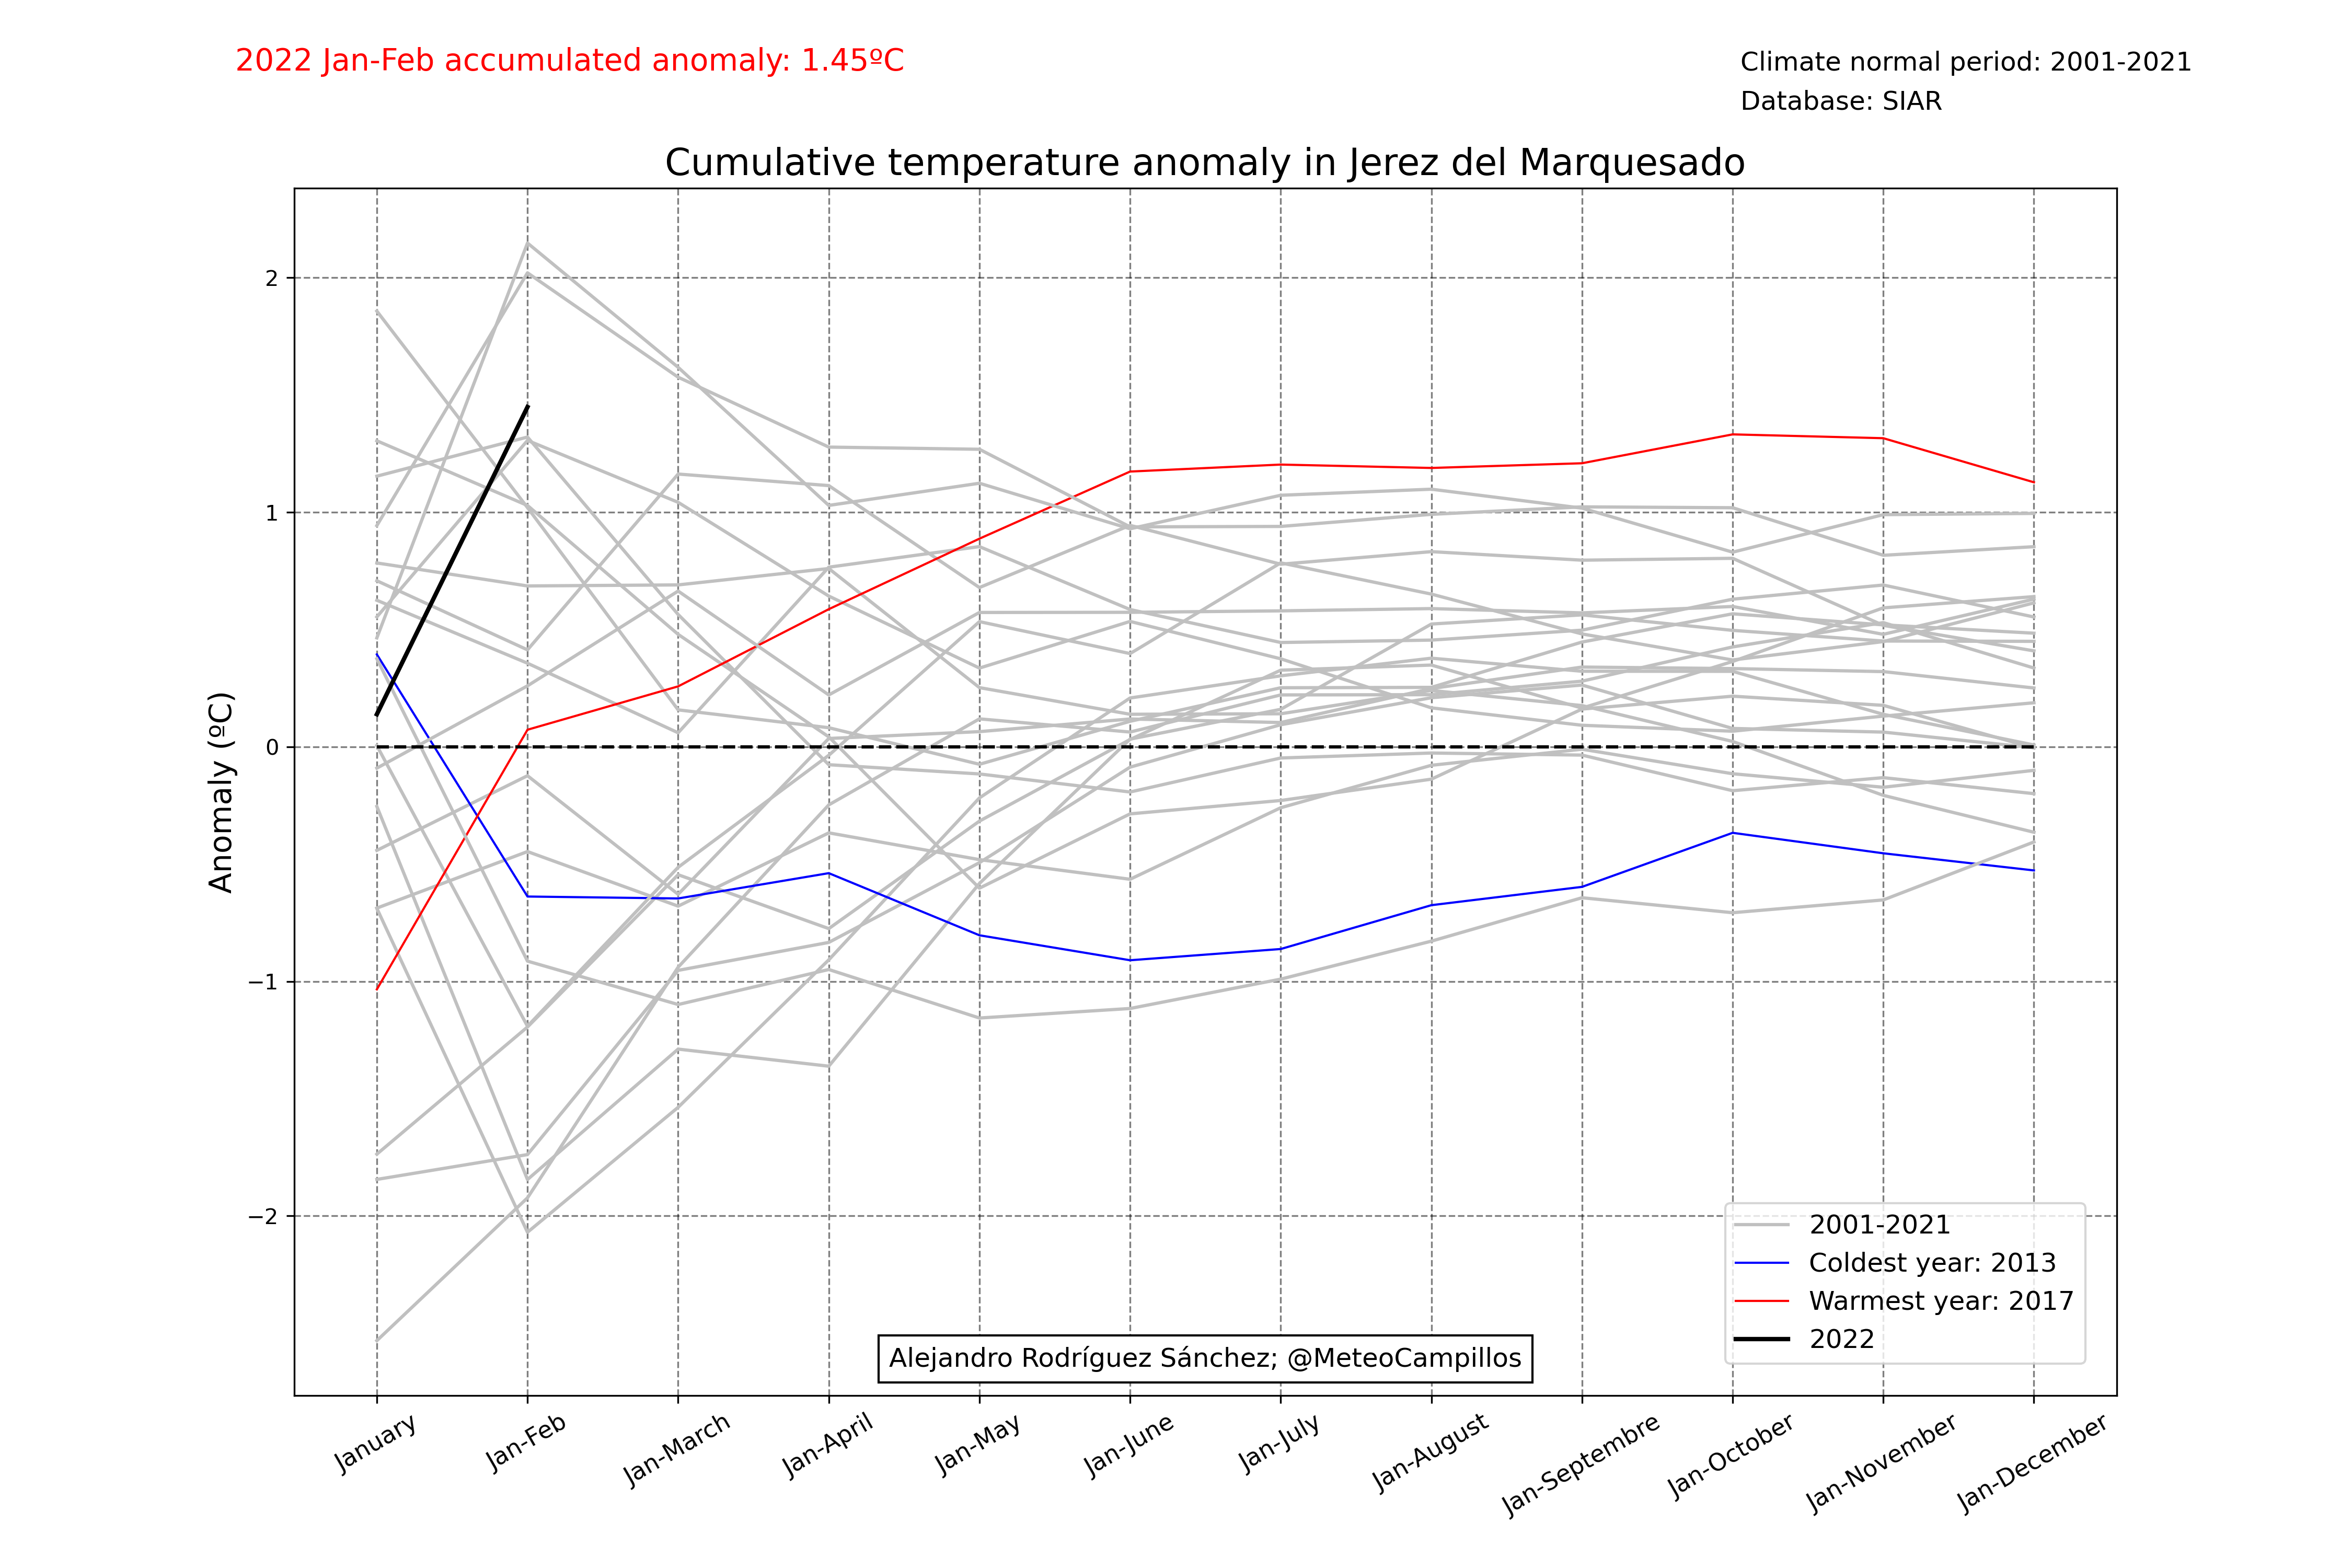 2022 Jan-Feb accumulated anomaly: 1.45ºC
Climate normal period: 2001-2021
Database: SIAR
Cumulative temperature anomaly in Jerez del Marquesado
Anomaly (ºC)
2
1
0
−1
−2
2001-2021
Coldest year: 2013
Warmest year: 2017
2022
Alejandro Rodríguez Sánchez; @MeteoCampillos
January
Jan-Feb
Jan-March
Jan-April
Jan-May
Jan-June
Jan-July
Jan-August
Jan-Septembre
Jan-October
Jan-November
Jan-December